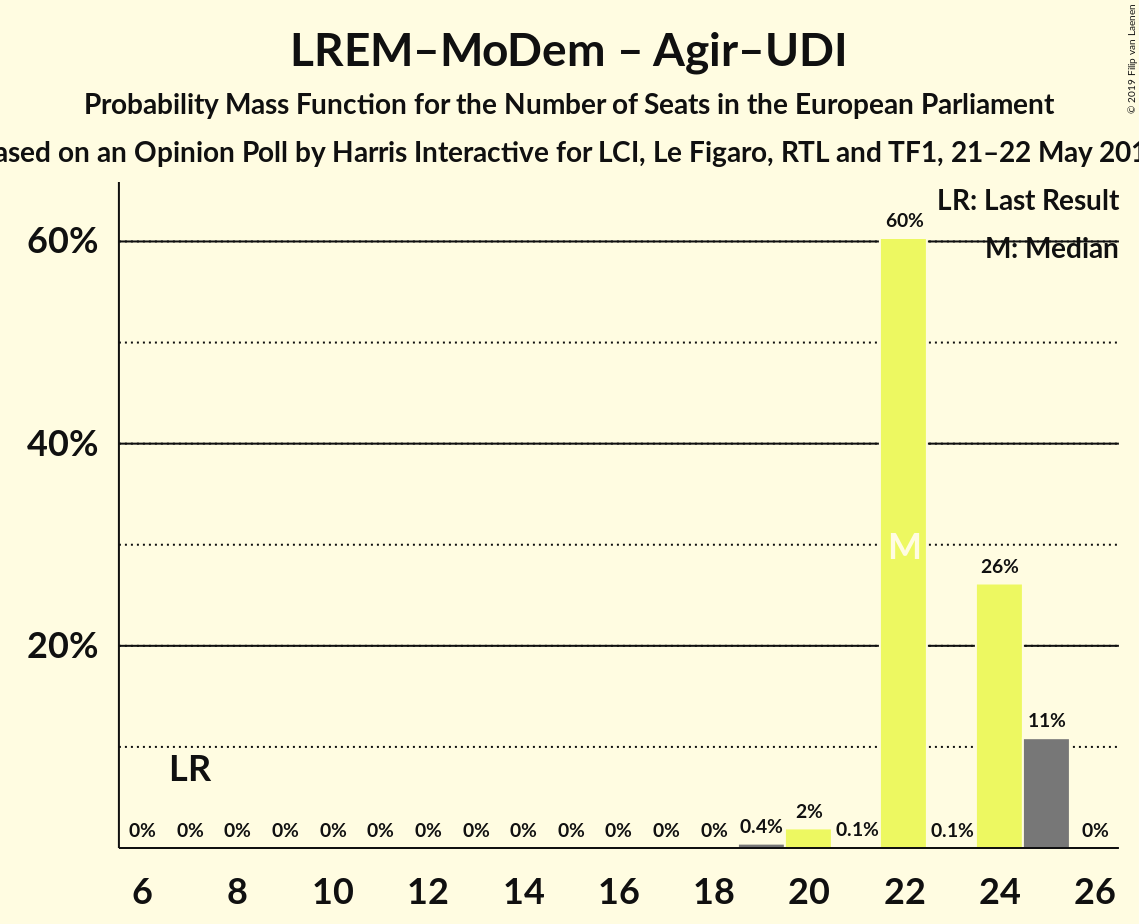 LREM–MoDem – Agir–UDI
Probability Mass Function for the Number of Seats in the European Parliament
ased on an Opinion Poll by Harris Interactive for LCI, Le Figaro, RTL and TF1, 21–22 May 201
© 2019 Filip van Laenen
LR: Last Result
M: Median
60%
40%
20%
60%
M
26%
11%
LR
0% 0% 0% 0% 0% 0% 0% 0% 0% 0% 0% 0% 0% 0.4% 2% 0.1% 0.1% 0%
6 8 10 12 14 16 18 20 22 24 26